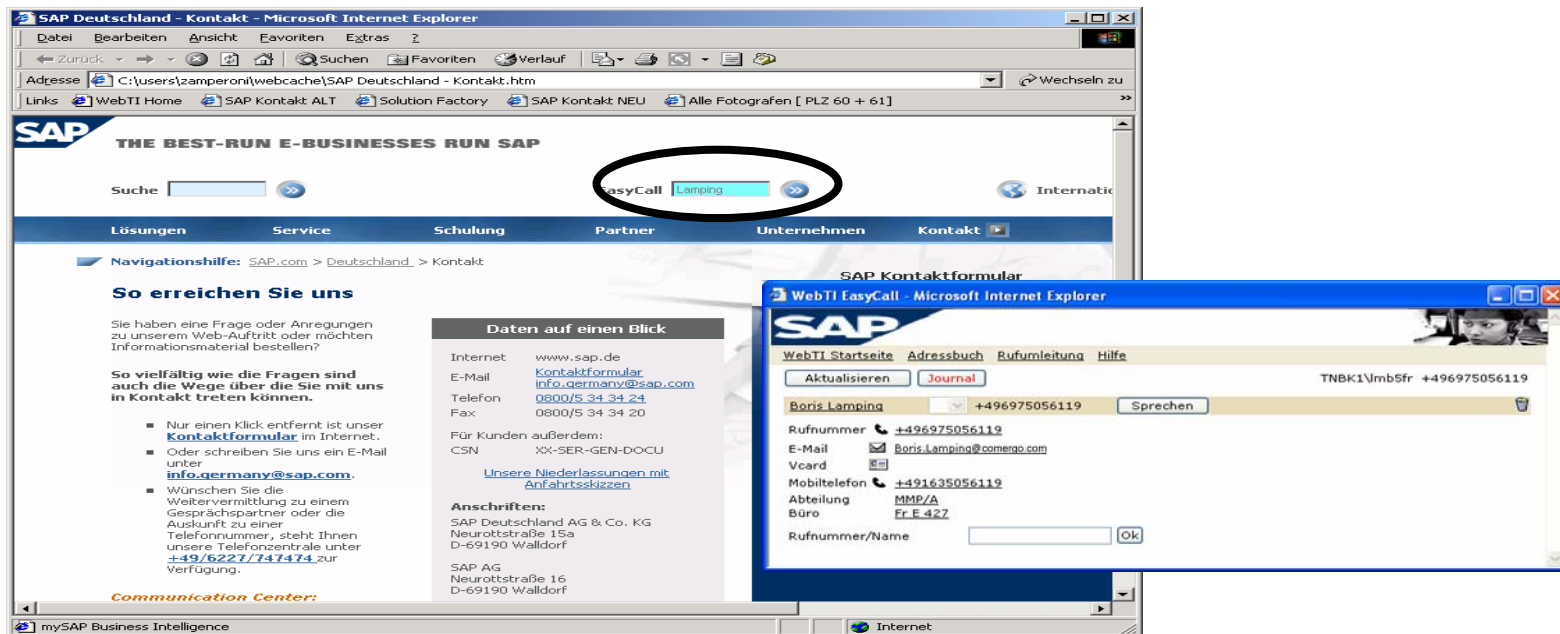 SAP Deutschland - Kontakt - Microsoft Internet Explorer
Datei Bearbeiten Ansicht Favoriten Extras ?
Zurück Suchen Favoriten Verlauf
Adresse C:\users\zamperoni\webcache\SAP Deutschland - Kontakt.htm Wechseln zu
Links WebTI Home SAP Kontakt ALT Solution Factory SAP Kontakt NEU Alle Fotografen [ PLZ 60 + 61] »
SAP
THE BEST-RUN E-BUSINESSES RUN SAP
Suche EasyCall Lamping Internatio
Lösungen Service Schulung Partner Unternehmen Kontakt
Navigationshilfe: SAP.com > Deutschland > Kontakt
So erreichen Sie uns
Sie haben eine Frage oder Anregungen
zu unserem Web-Auftritt oder möchten
Informationsmaterial bestellen?
So vielfältig wie die Fragen sind
auch die Wege über die Sie mit uns
in Kontakt treten können.
Nur einen Klick entfernt ist unser
Kontaktformular im Internet.
Oder schreiben Sie uns ein E-Mail
unter
info.germany@sap.com.
Wünschen Sie die
Weitervermittlung zu einem
Gesprächspartner oder die
Auskunft zu einer
Telefonnummer, steht Ihnen
unsere Telefonzentrale unter
+49/6227/747474 zur
Verfügung.
Communication Center:
Daten auf einen Blick
Internet www.sap.de
E-Mail Kontaktformular
info.germany@sap.com
Telefon 0800/5 34 34 24
Fax 0800/5 34 34 20
Für Kunden außerdem:
CSN XX-SER-GEN-DOCU
Unsere Niederlassungen mit
Anfahrtsskizzen
Anschriften:
SAP Deutschland AG & Co. KG
Neurottstraße 15a
D-69190 Walldorf
SAP AG
Neurottstraße 16
D-69190 Walldorf
SAP Kontaktformular
WebTI EasyCall - Microsoft Internet Explorer
SAP
WebTI Startseite Adressbuch Rufumleitung Hilfe
Aktualisieren Journal TNBK1\lmb5fr +496975056119
Boris Lamping +496975056119 Sprechen
Rufnummer +496975056119
E-Mail Boris.Lamping@comergo.com
Vcard
Mobiltelefon +491635056119
Abteilung MMP/A
Büro Fr E 427
Rufnummer/Name Ok
mySAP Business Intelligence Internet